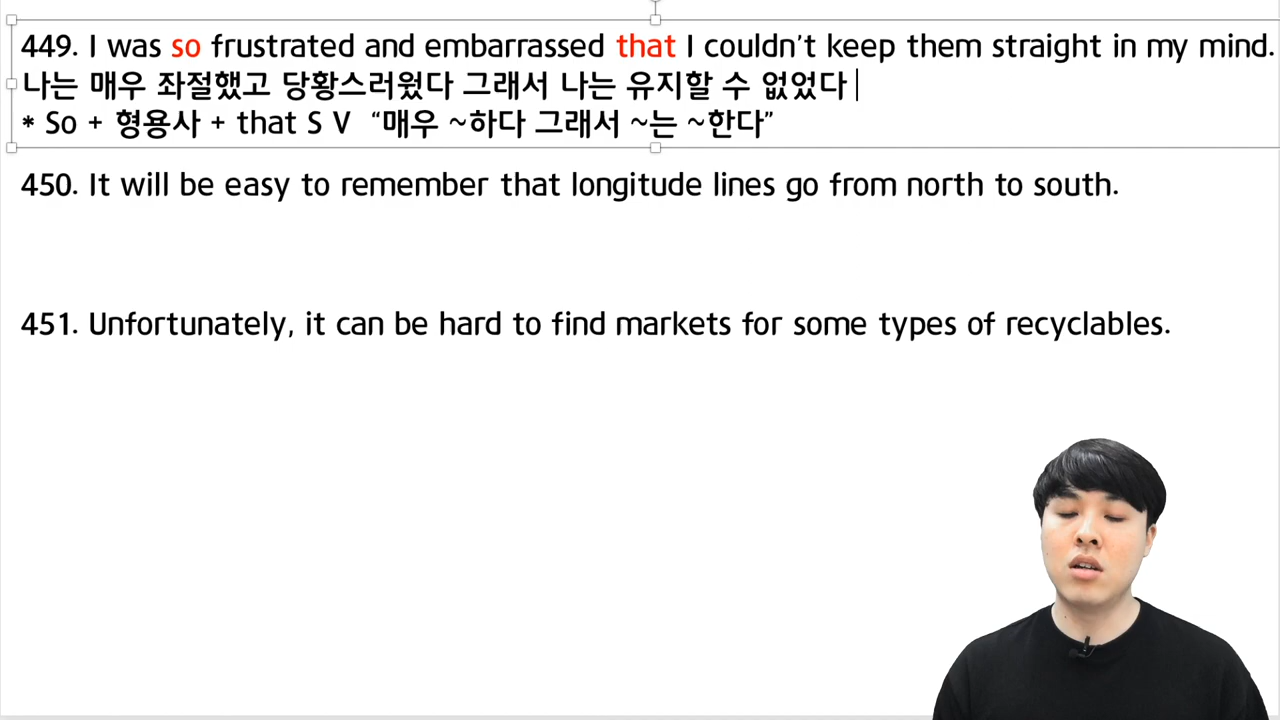 449. I was so frustrated and embarrassed that I couldn't keep them straight in my mind.
나는 매우 좌절했고 당황스러웠다 그래서 나는 유지할 수 없었다
* So + 형용사 + that S V “매우 ~하다 그래서 ~는 ~한다”
450. It will be easy to remember that longitude lines go from north to south.
451. Unfortunately, it can be hard to find markets for some types of recyclables.